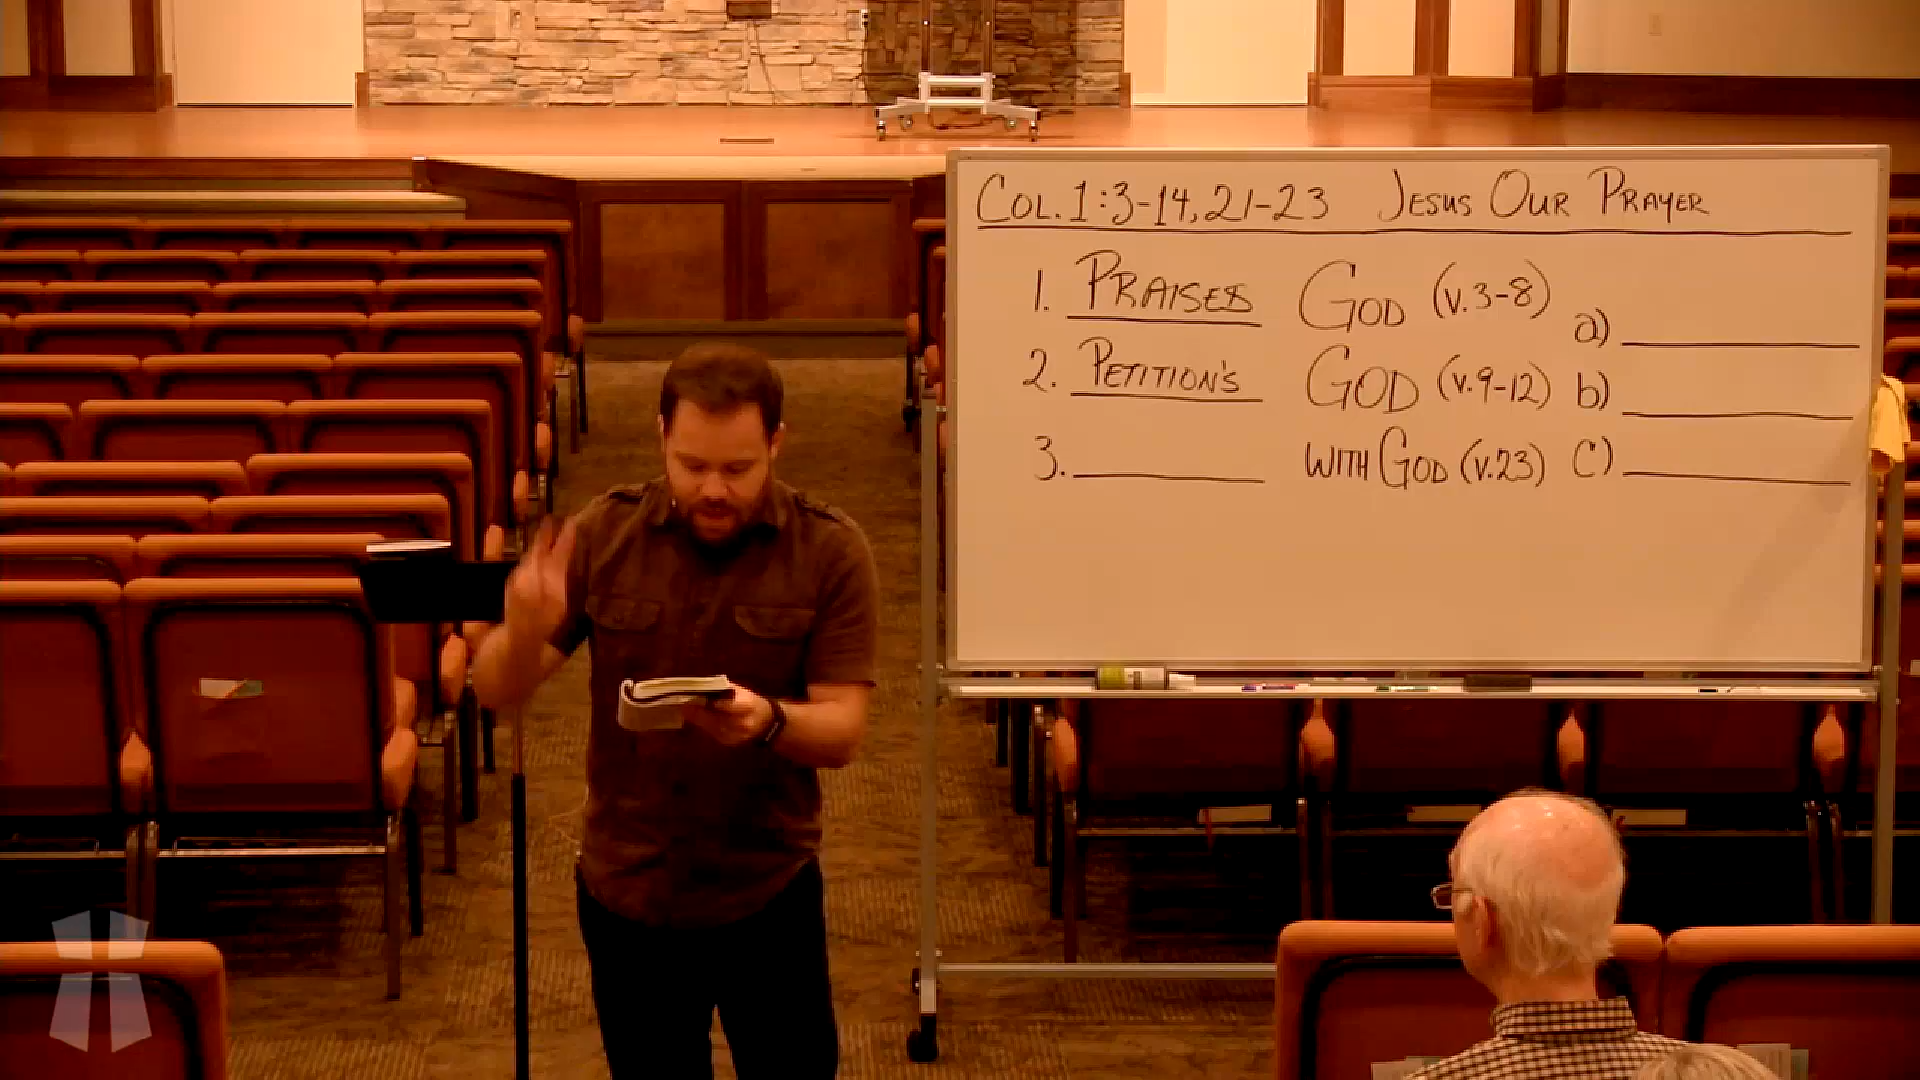 COL. 1:3-14, 21-23 JESUS OUR PRAYER
1. PRAISES GOD (v.3-8) a)
2. PETITION'S GOD (v.9-12) b)
3. WITH GOD (v.23) c)